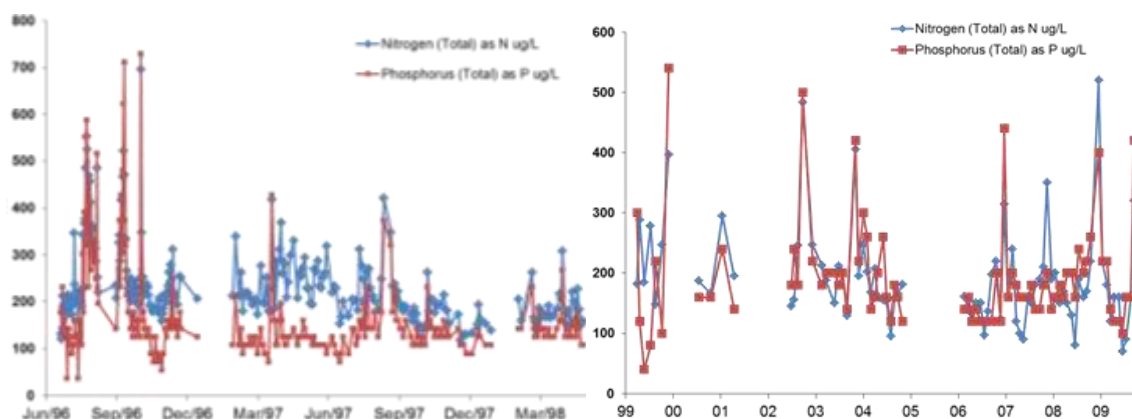 800
700
600
500
400
300
200
100
0
Jun/96 Sep/96 Dec/96 Mar/97 Jun/97 Sep/97 Dec/97 Mar/98
Nitrogen (Total) as N ug/L
Phosphorus (Total) as P ug/L
600
500
400
300
200
100
0
99 00 01 02 03 04 05 06 07 08 09
Nitrogen (Total) as N ug/L
Phosphorus (Total) as P ug/L